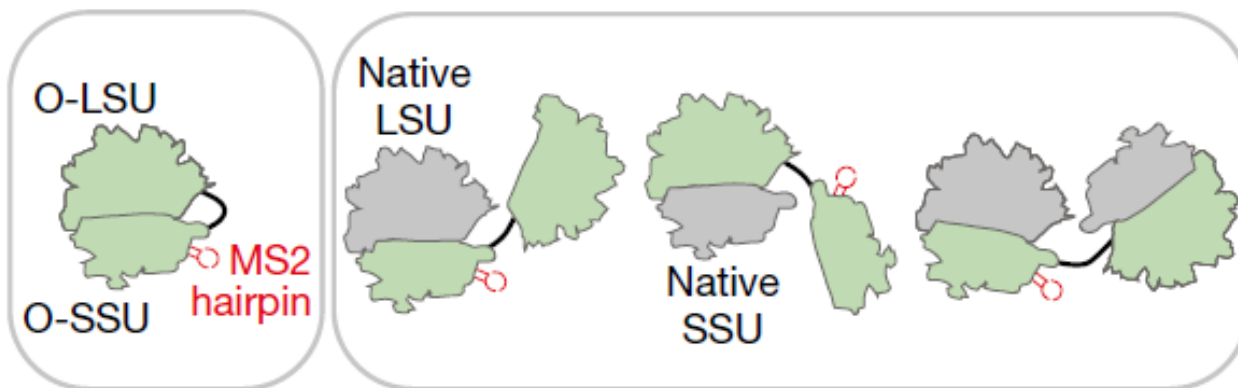 O-LSU
MS2
hairpin
O-SSU
Native
LSU
Native
SSU